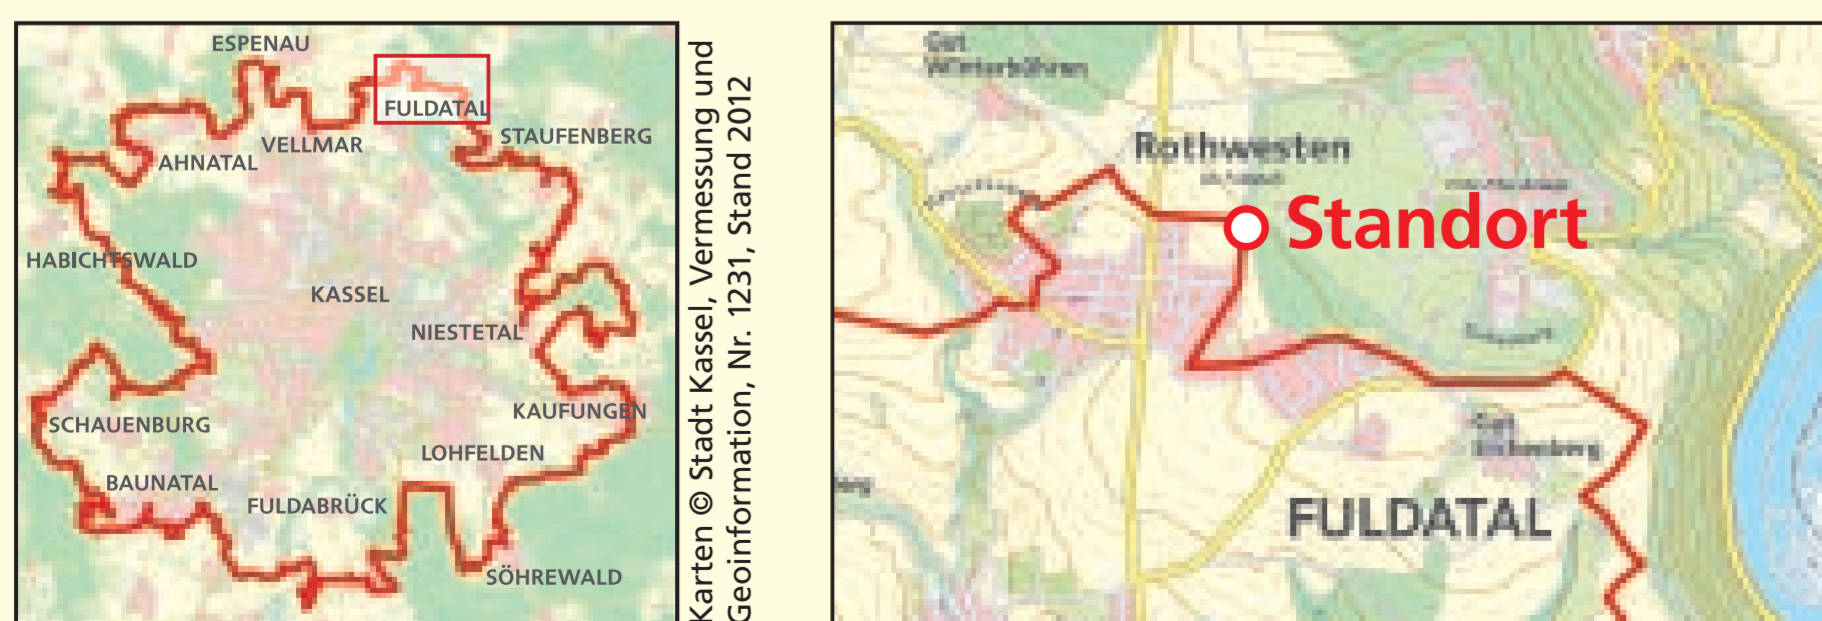 ESPENAU
FULDATAL
STAUFENBERG
VELLMAR
AHNATAL
HABICHTSWALD
KASSEL
NIESTETAL
KAUFUNGEN
SCHAUENBURG
LOHFELDEN
BAUNATAL
FULDABRÜCK
SÖHREWALD
Karten © Stadt Kassel, Vermessung und
Geoinformation, Nr. 1231, Stand 2012
Gut
Winterbühren
Rothwesten
Standort
Gut
Eichenberg
FULDATAL